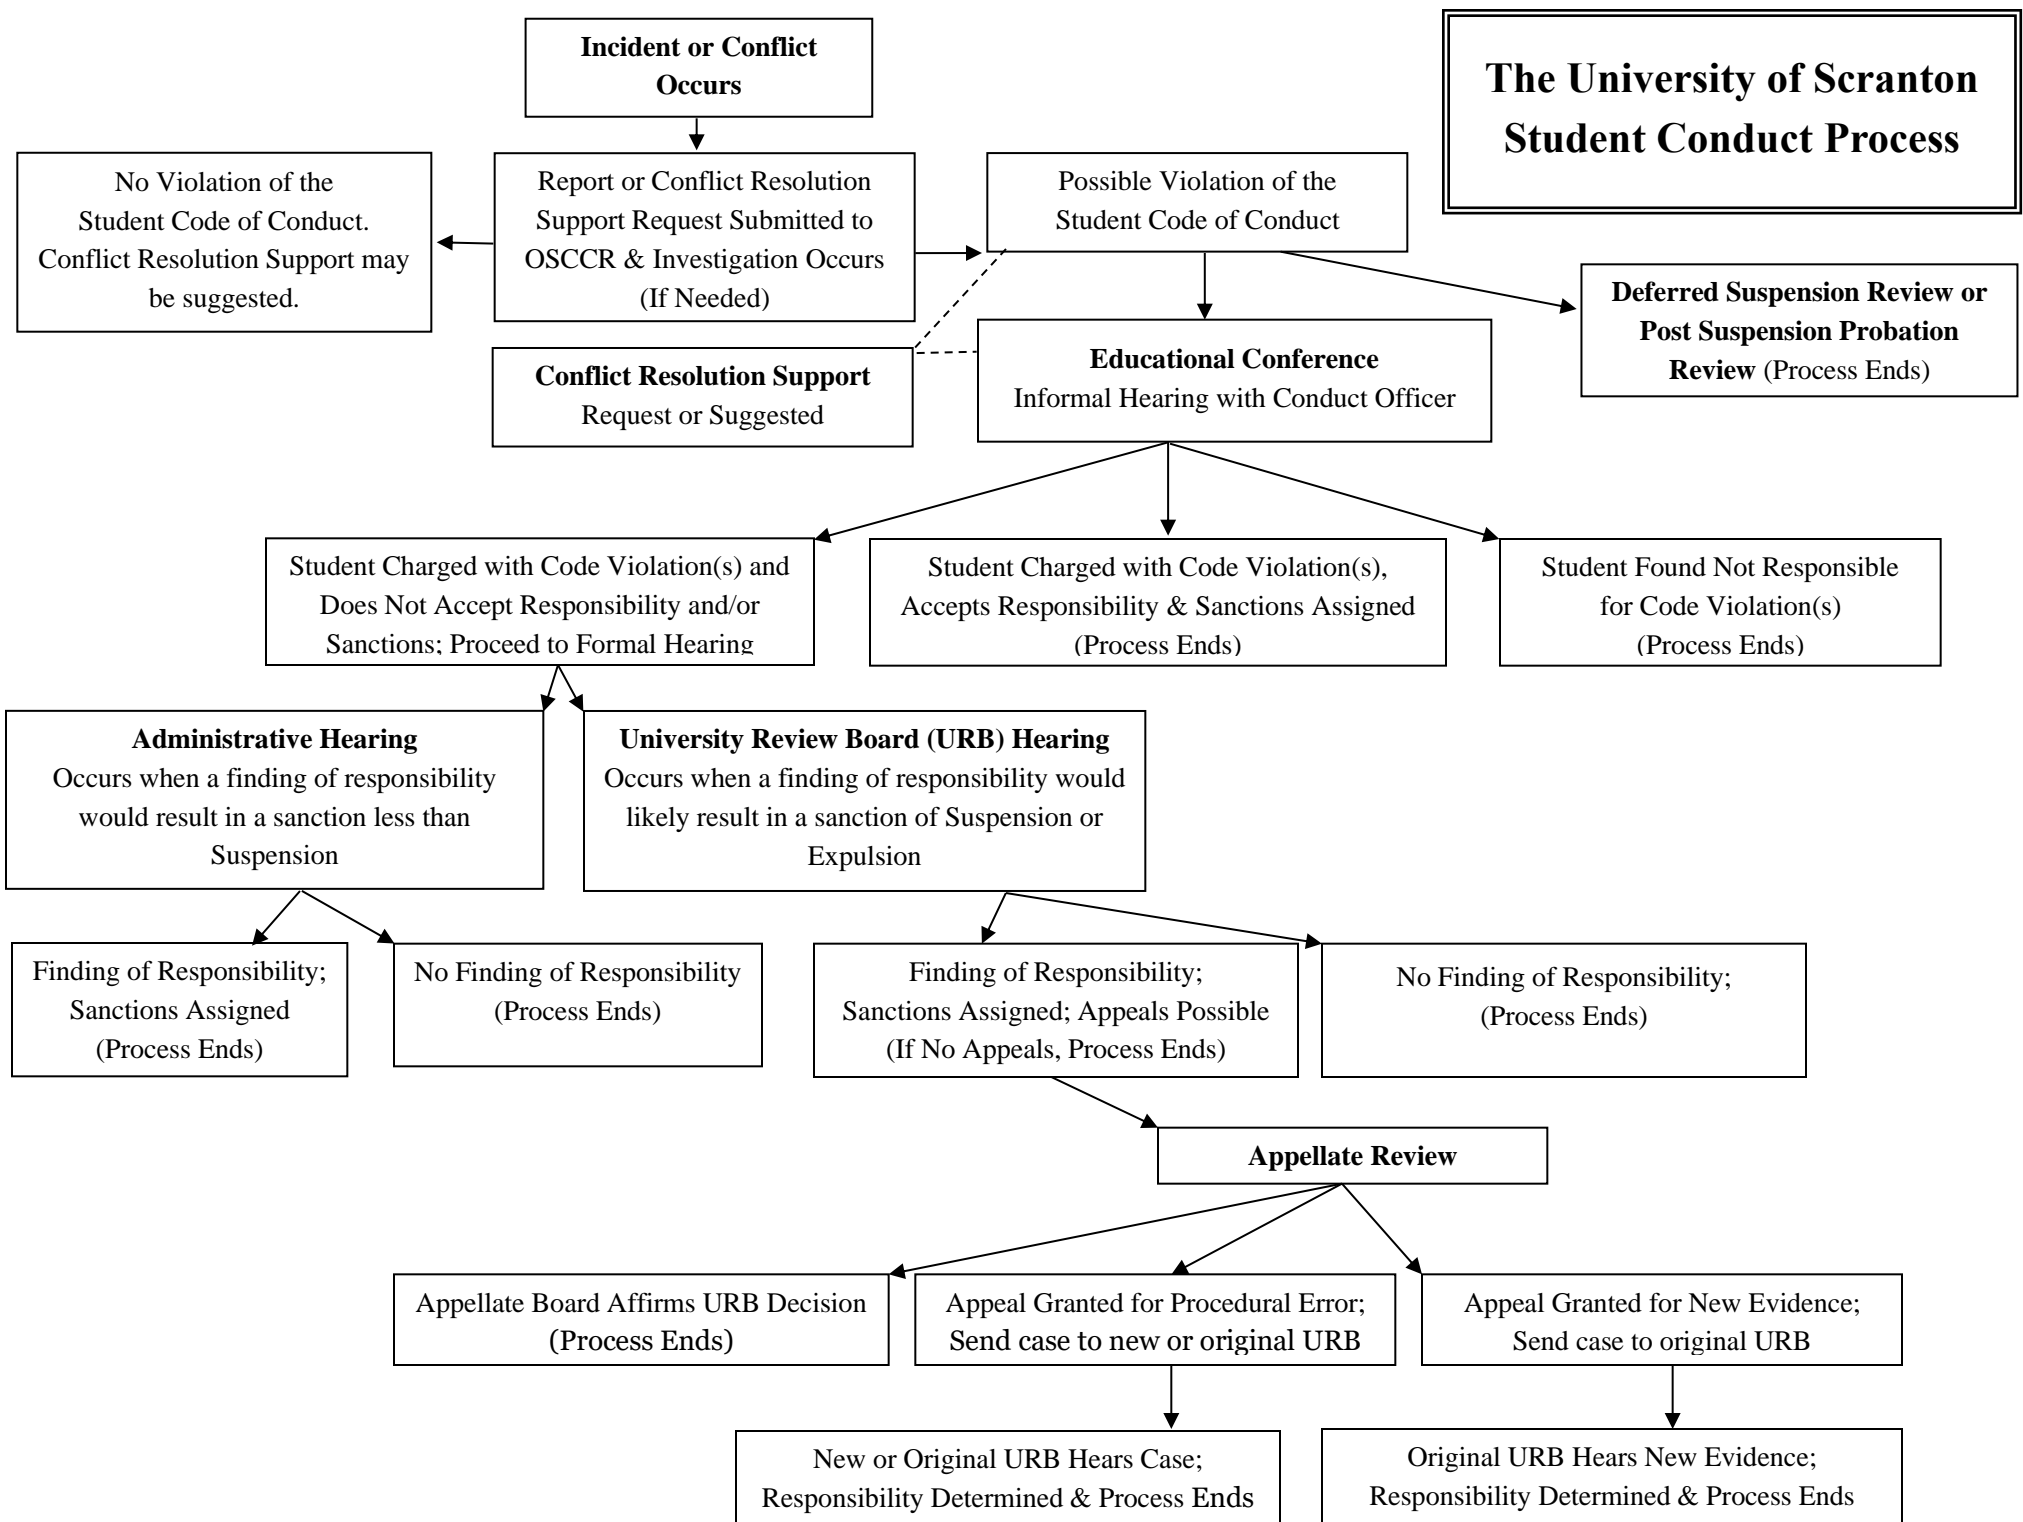 Incident or Conflict
Occurs
The University of Scranton
Student Conduct Process
No Violation of the
Student Code of Conduct.
Conflict Resolution Support may
be suggested.
Report or Conflict Resolution
Support Request Submitted to
OSCCR & Investigation Occurs
(If Needed)
Possible Violation of the
Student Code of Conduct
Deferred Suspension Review or
Post Suspension Probation
Review (Process Ends)
Conflict Resolution Support
Request or Suggested
Educational Conference
Informal Hearing with Conduct Officer
Student Charged with Code Violation(s) and
Does Not Accept Responsibility and/or
Sanctions; Proceed to Formal Hearing
Student Charged with Code Violation(s),
Accepts Responsibility & Sanctions Assigned
(Process Ends)
Student Found Not Responsible
for Code Violation(s)
(Process Ends)
Administrative Hearing
Occurs when a finding of responsibility
would result in a sanction less than
Suspension
University Review Board (URB) Hearing
Occurs when a finding of responsibility would
likely result in a sanction of Suspension or
Expulsion
Finding of Responsibility;
Sanctions Assigned
(Process Ends)
No Finding of Responsibility
(Process Ends)
Finding of Responsibility;
Sanctions Assigned; Appeals Possible
(If No Appeals, Process Ends)
No Finding of Responsibility;
(Process Ends)
Appellate Review
Appellate Board Affirms URB Decision
(Process Ends)
Appeal Granted for Procedural Error;
Send case to new or original URB
Appeal Granted for New Evidence;
Send case to original URB
New or Original URB Hears Case;
Responsibility Determined & Process Ends
Original URB Hears New Evidence;
Responsibility Determined & Process Ends